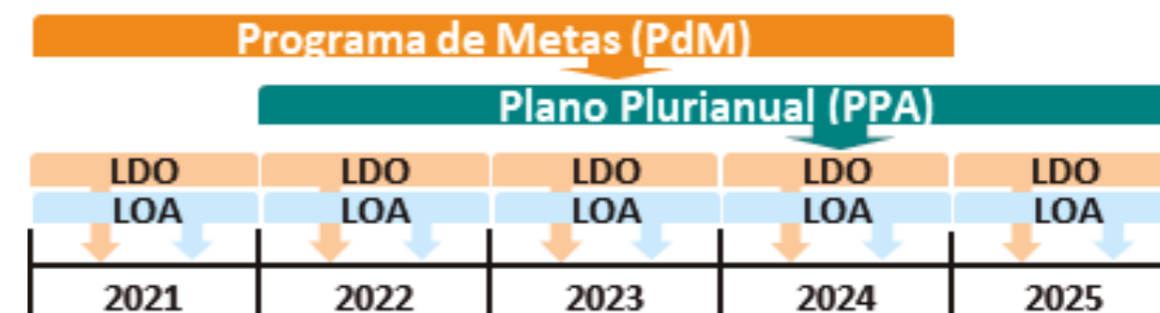 Programa de Metas (PdM)
Plano Plurianual (PPA)
LDO LDO LDO LDO LDO
LOA LOA LOA LOA LOA
2021 2022 2023 2024 2025